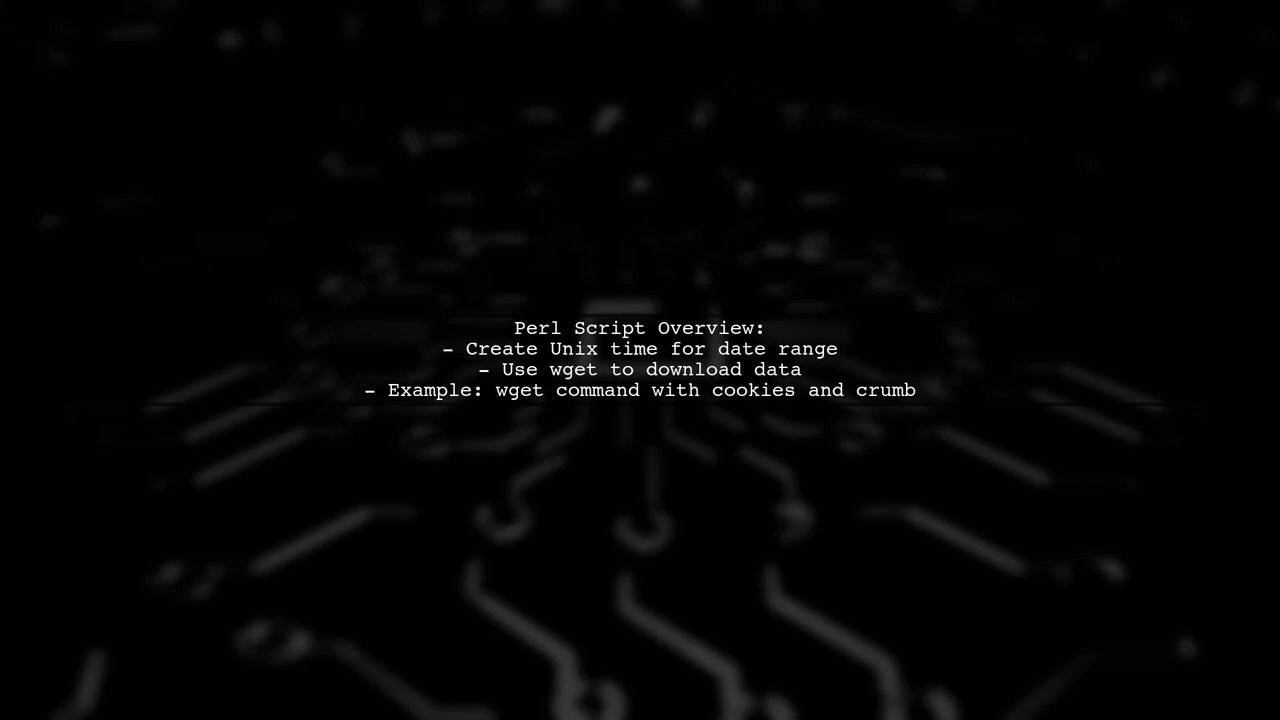 Perl Script Overview:
- Create Unix time for date range
- Use wget to download data
- Example: wget command with cookies and crumb